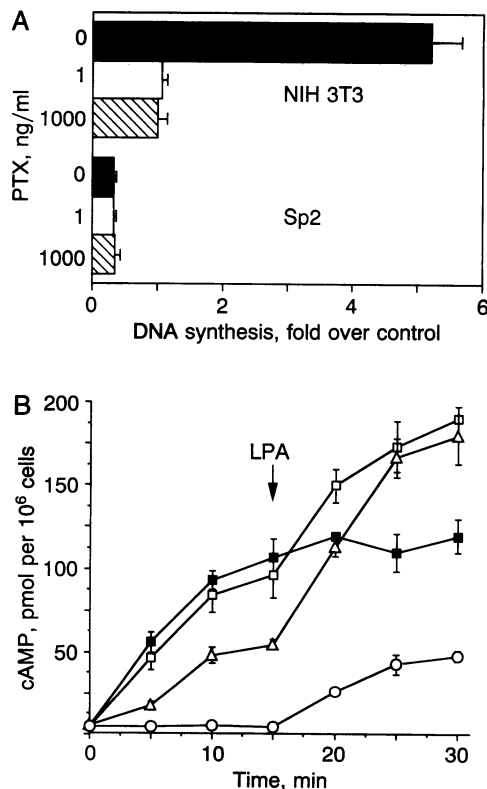 A
PTX, ng/ml
0
1
1000
NIH 3T3
0
1
1000
Sp2
0 2 4 6
DNA synthesis, fold over control
B
cAMP, pmol per 10⁶ cells
200
150
100
50
LPA
0 10 20 30
Time, min